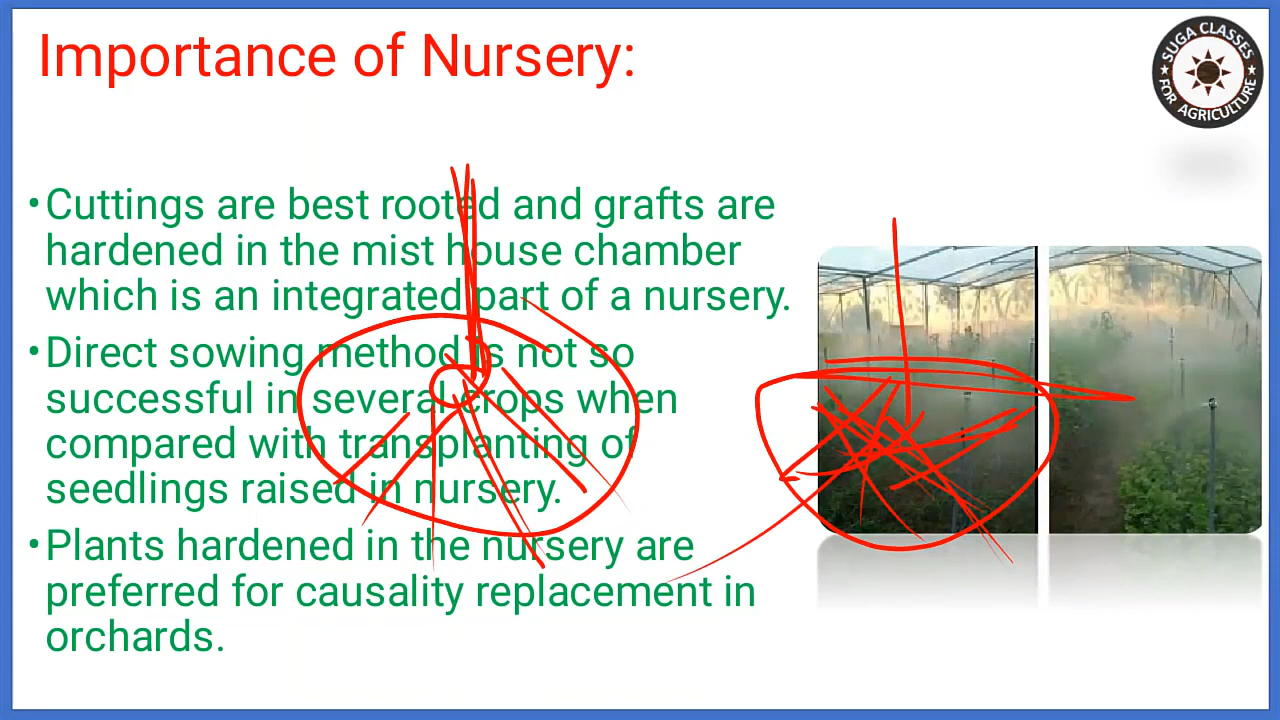 Importance of Nursery:
SUGA CLASSES
FOR AGRICULTURE
•Cuttings are best rooted and grafts are
hardened in the mist house chamber
which is an integrated part of a nursery.
•Direct sowing method is not so
successful in several crops when
compared with transplanting of
seedlings raised in nursery.
•Plants hardened in the nursery are
preferred for causality replacement in
orchards.